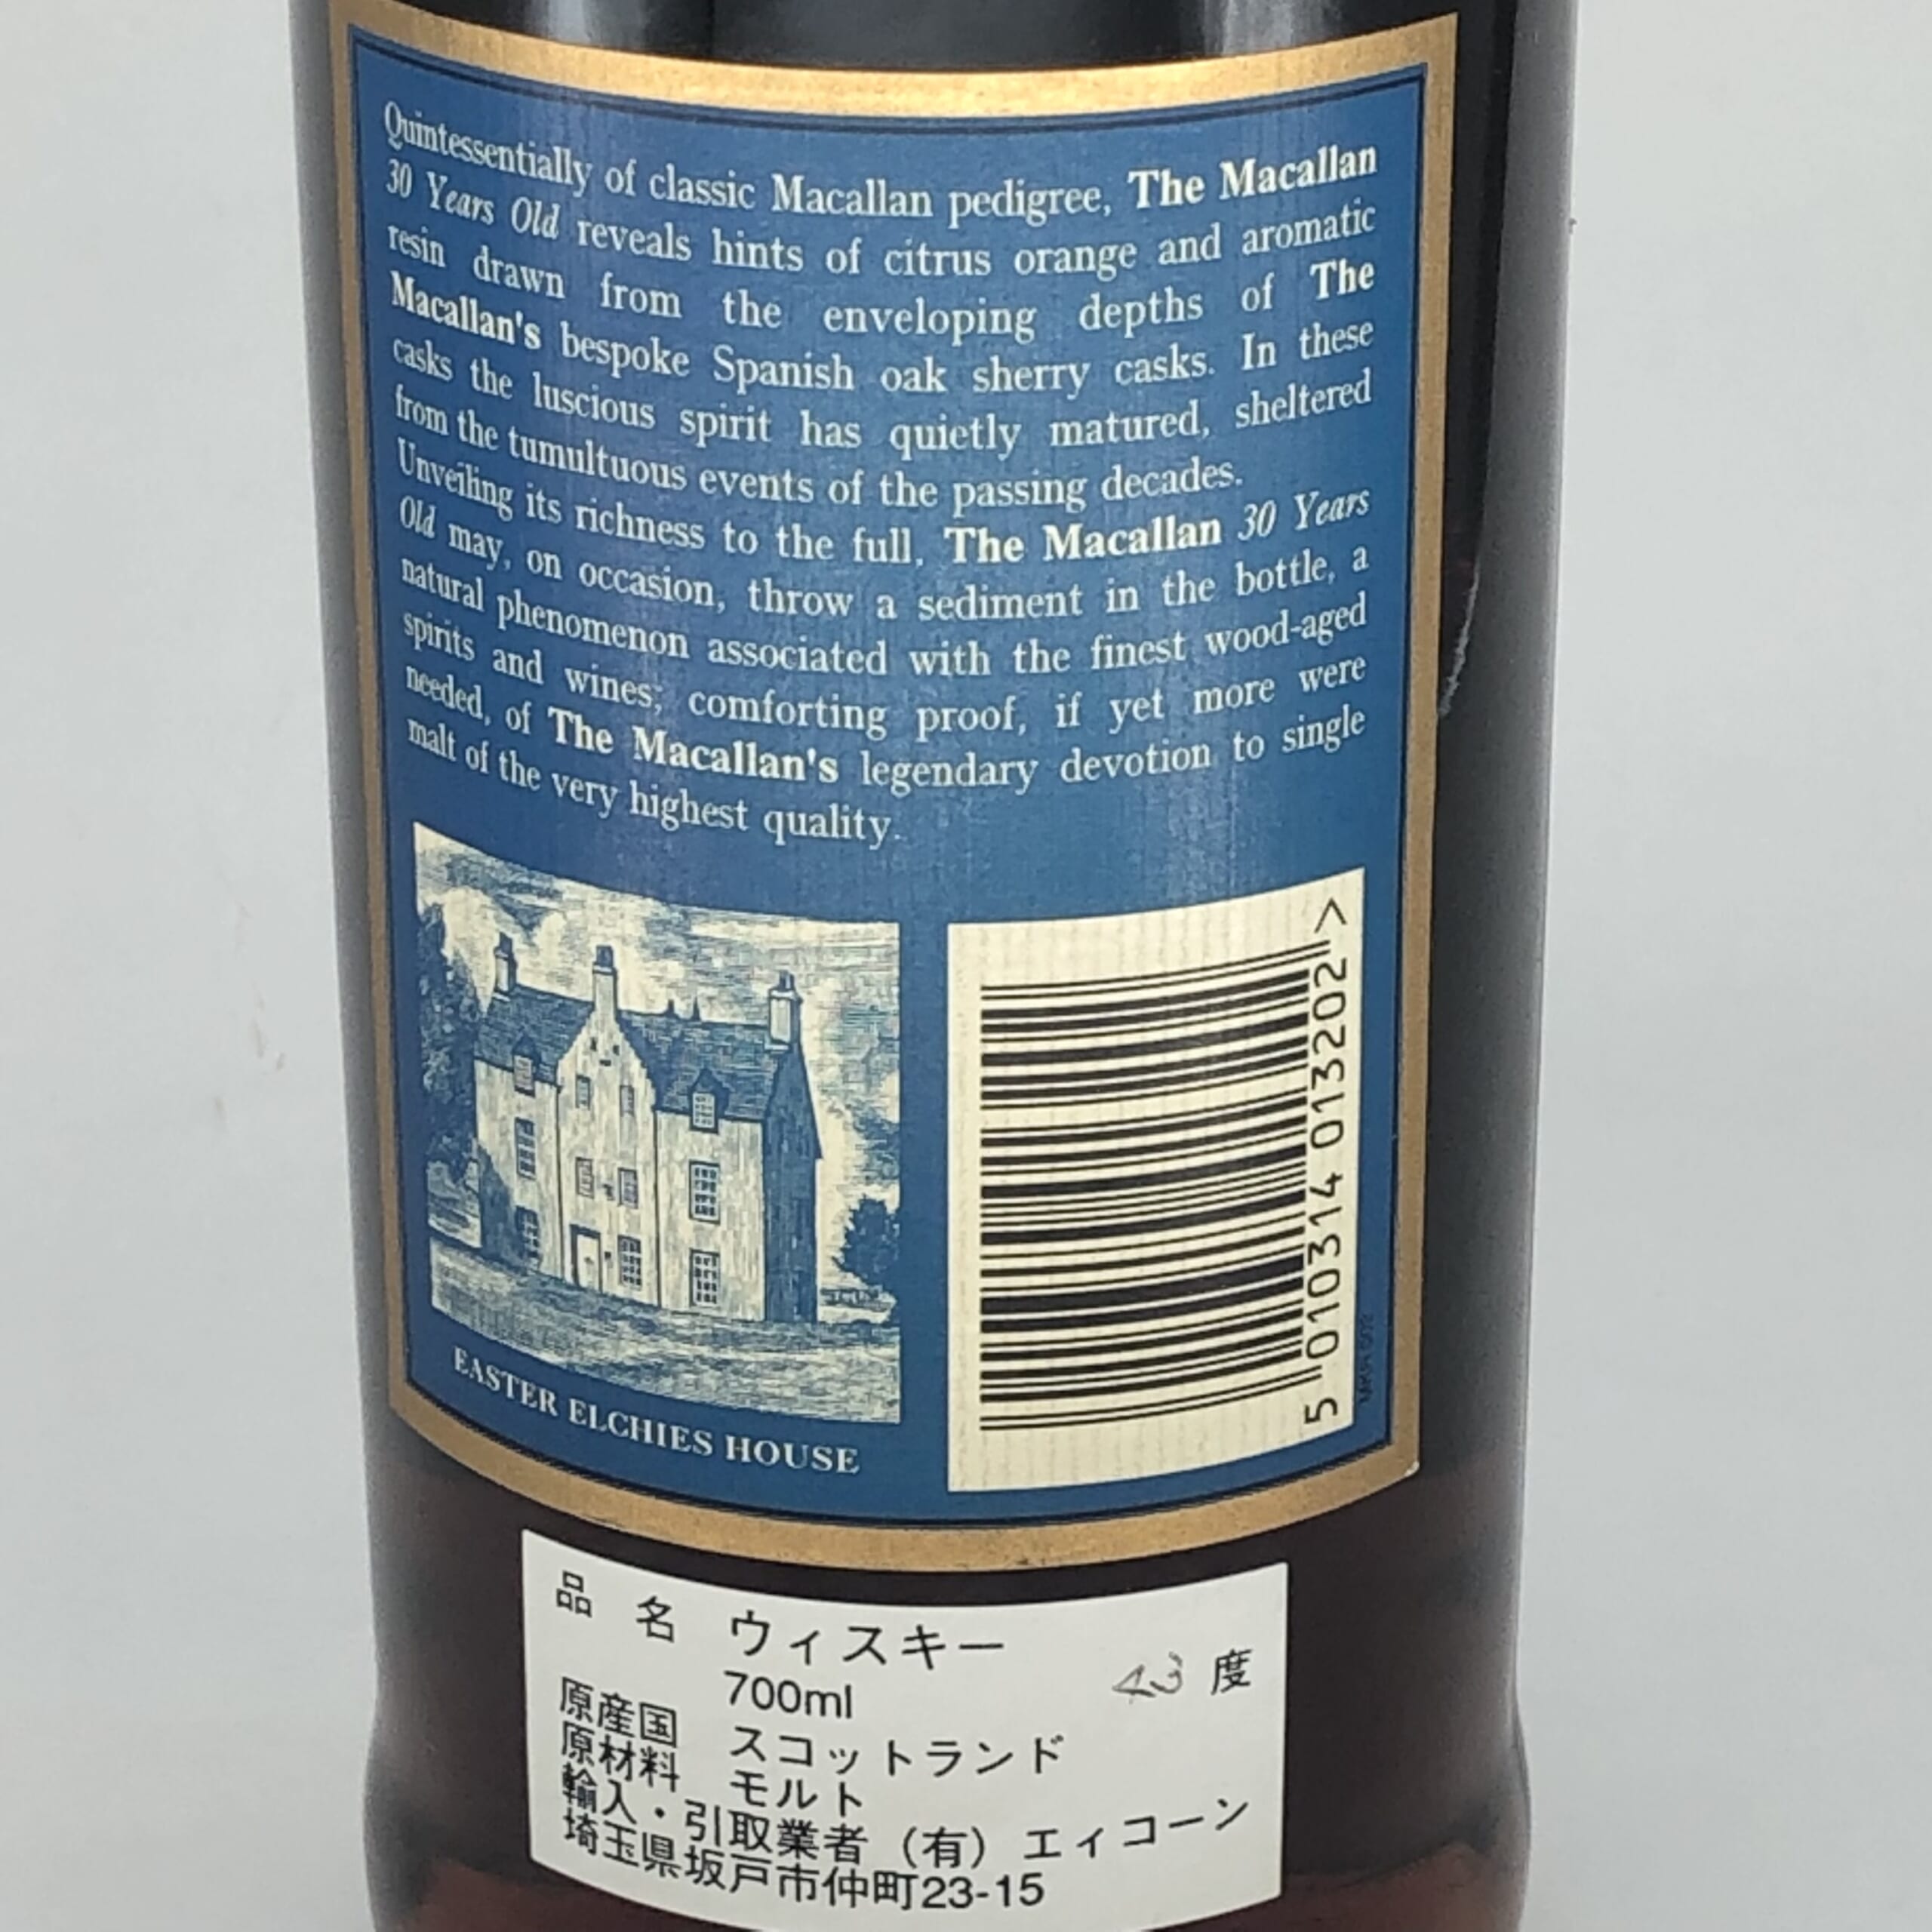 Quintessentially of classic Macallan pedigree, The Macallan
30 Years Old reveals hints of citrus orange and aromatic
resin drawn from the enveloping depths of The
Macallan's bespoke Spanish oak sherry casks. In these
casks the luscious spirit has quietly matured, sheltered
from the tumultuous events of the passing decades.
Unveiling its richness to the full, The Macallan 30 Years
Old may, on occasion, throw a sediment in the bottle, a
natural phenomenon associated with the finest wood-aged
spirits and wines; comforting proof, if yet more were
needed, of The Macallan's legendary devotion to single
malt of the very highest quality.
EASTER ELCHIES HOUSE
5 010314 013202 >
品 名 ウィスキー
700ml 43 度
原産国 スコットランド
原材料 モルト
輸入・引取業者 (有) エィコーン
埼玉県坂戸市仲町23-15